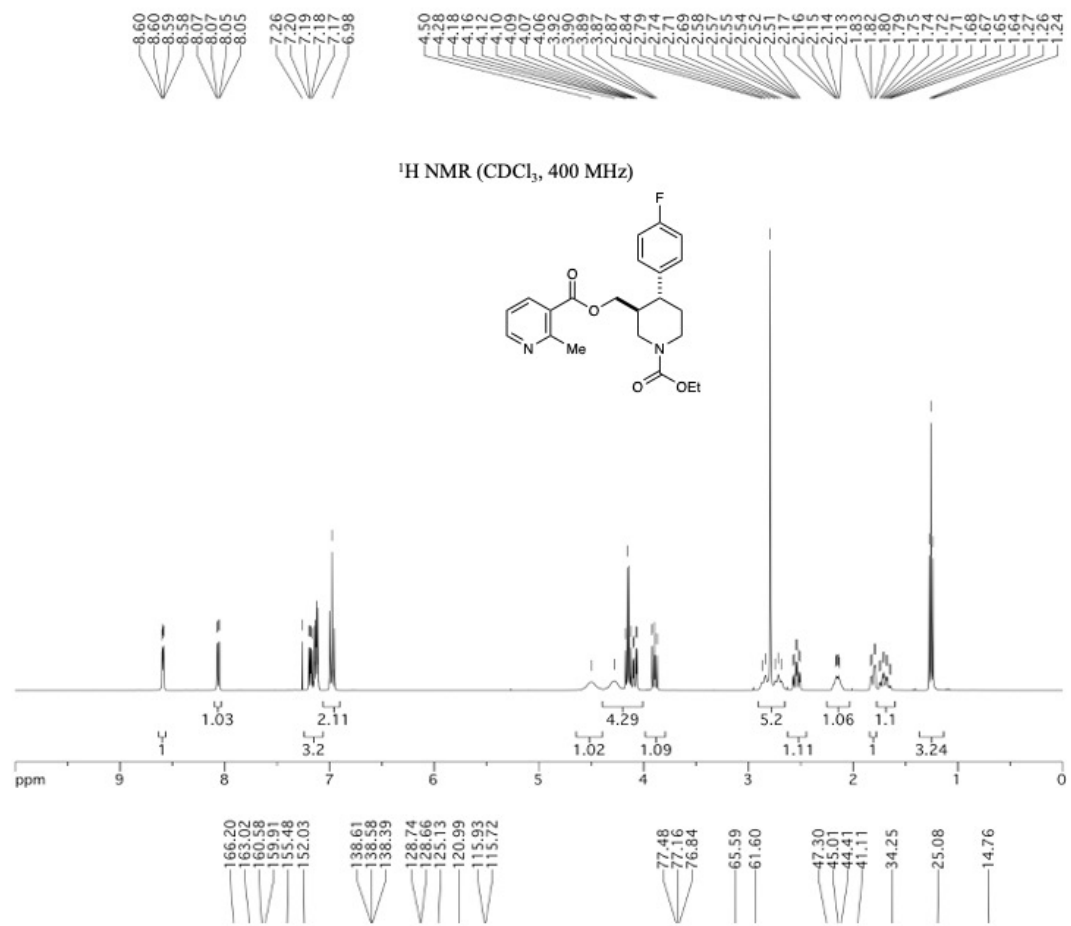 8.60 8.60 8.59 8.58 8.07 8.07 8.05 8.05 7.26 7.20 7.19 7.18 7.17 6.98 4.50 4.28 4.18 4.16 4.12 4.10 4.09 4.07 4.06 3.92 3.90 3.89 3.87 2.87 2.84 2.79 2.74 2.71 2.69 2.58 2.57 2.55 2.54 2.52 2.51 2.17 2.16 2.15 2.14 2.13 1.83 1.82 1.80 1.79 1.75 1.74 1.72 1.71 1.68 1.67 1.65 1.64 1.27 1.26 1.24
¹H NMR (CDCl₃, 400 MHz)
F
O
O
N
Me
N
O
OEt
1.03 2.11 4.29 5.2 1.06 1.1
1 3.2 1.02 1.09 1.11 1 3.24
ppm 9 8 7 6 5 4 3 2 1 0
166.20 163.02 160.58 159.91 155.48 152.03 138.61 138.58 138.39 128.74 128.66 125.13 120.99 115.93 115.72 77.48 77.16 76.84 65.59 61.60 47.30 45.01 44.41 41.11 34.25 25.08 14.76